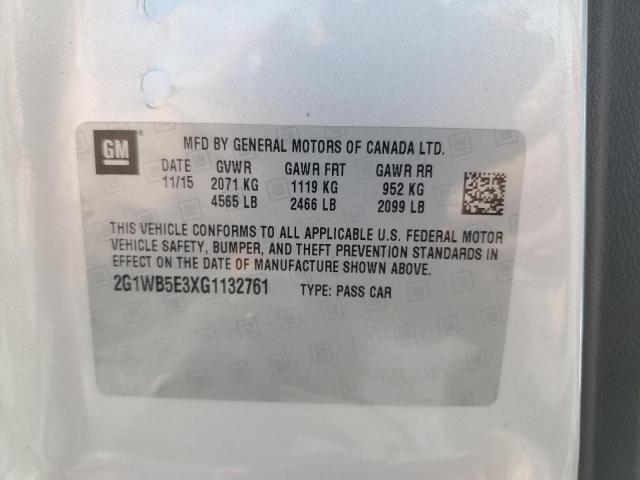 GM
MFD BY GENERAL MOTORS OF CANADA LTD.
DATE GVWR GAWR FRT GAWR RR
11/15 2071 KG 1119 KG 952 KG
4565 LB 2466 LB 2099 LB
THIS VEHICLE CONFORMS TO ALL APPLICABLE U.S. FEDERAL MOTOR
VEHICLE SAFETY, BUMPER, AND THEFT PREVENTION STANDARDS IN
EFFECT ON THE DATE OF MANUFACTURE SHOWN ABOVE.
2G1WB5E3XG1132761 TYPE: PASS CAR